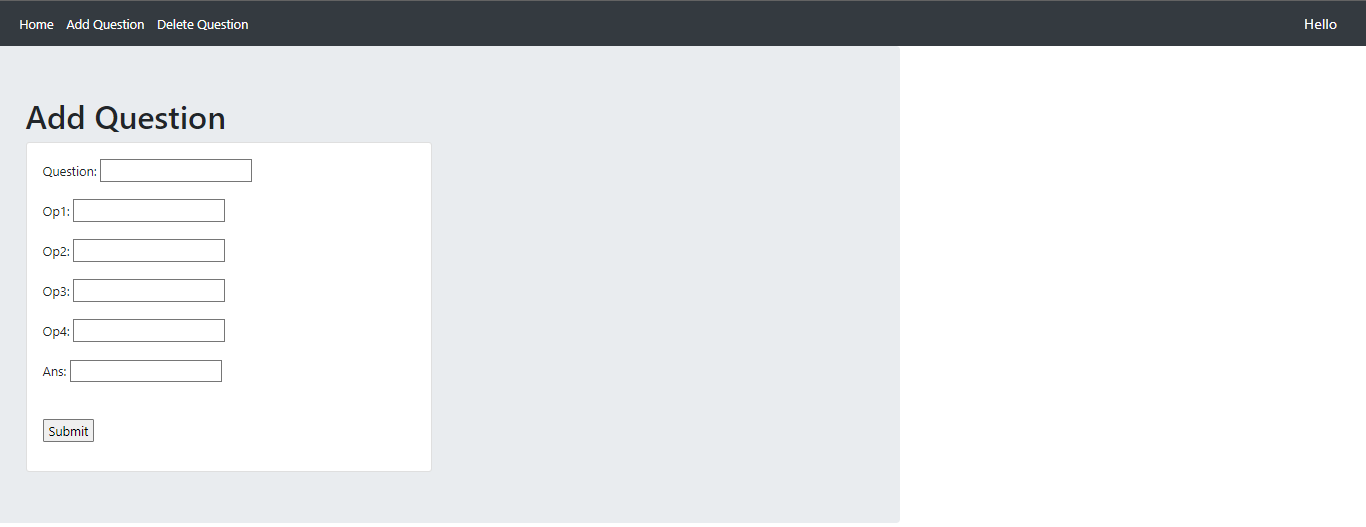 Home Add Question Delete Question Hello
Add Question
Question:
Op1:
Op2:
Op3:
Op4:
Ans:
Submit